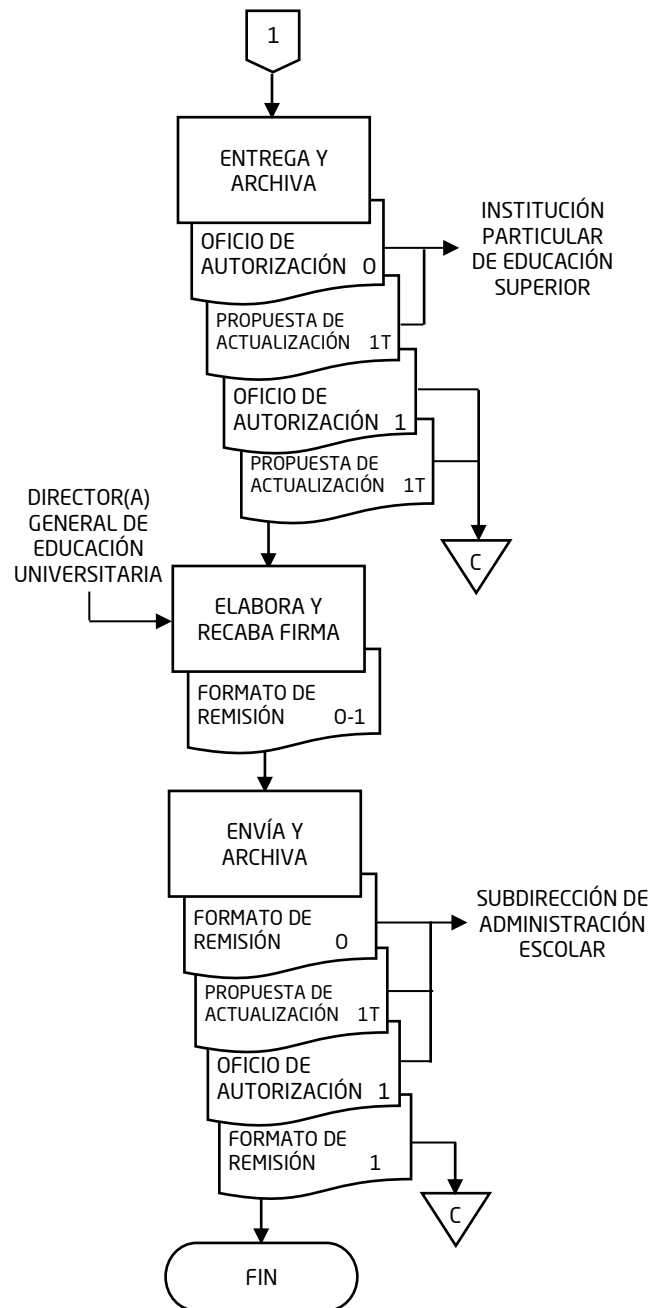 1
ENTREGA Y
ARCHIVA
OFICIO DE
AUTORIZACIÓN O
PROPUESTA DE
ACTUALIZACIÓN 1T
OFICIO DE
AUTORIZACIÓN 1
PROPUESTA DE
ACTUALIZACIÓN 1T
INSTITUCIÓN
PARTICULAR
DE EDUCACIÓN
SUPERIOR
C
DIRECTOR(A)
GENERAL DE
EDUCACIÓN
UNIVERSITARIA
ELABORA Y
RECABA FIRMA
FORMATO DE
REMISIÓN O-1
ENVÍA Y
ARCHIVA
FORMATO DE
REMISIÓN O
PROPUESTA DE
ACTUALIZACIÓN 1T
OFICIO DE
AUTORIZACIÓN 1
FORMATO DE
REMISIÓN 1
SUBDIRECCIÓN DE
ADMINISTRACIÓN
ESCOLAR
C
FIN